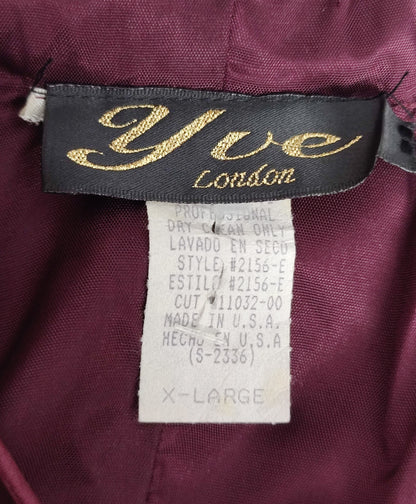 Yve
London
PROFESSIONAL
DRY CLEAN ONLY
LAVADO EN SECO
STYLE #2156-E
ESTILO #2156-E
CUT #11032-00
MADE IN U.S.A.
HECHO EN U.S.A.
(S-2336)
X-LARGE